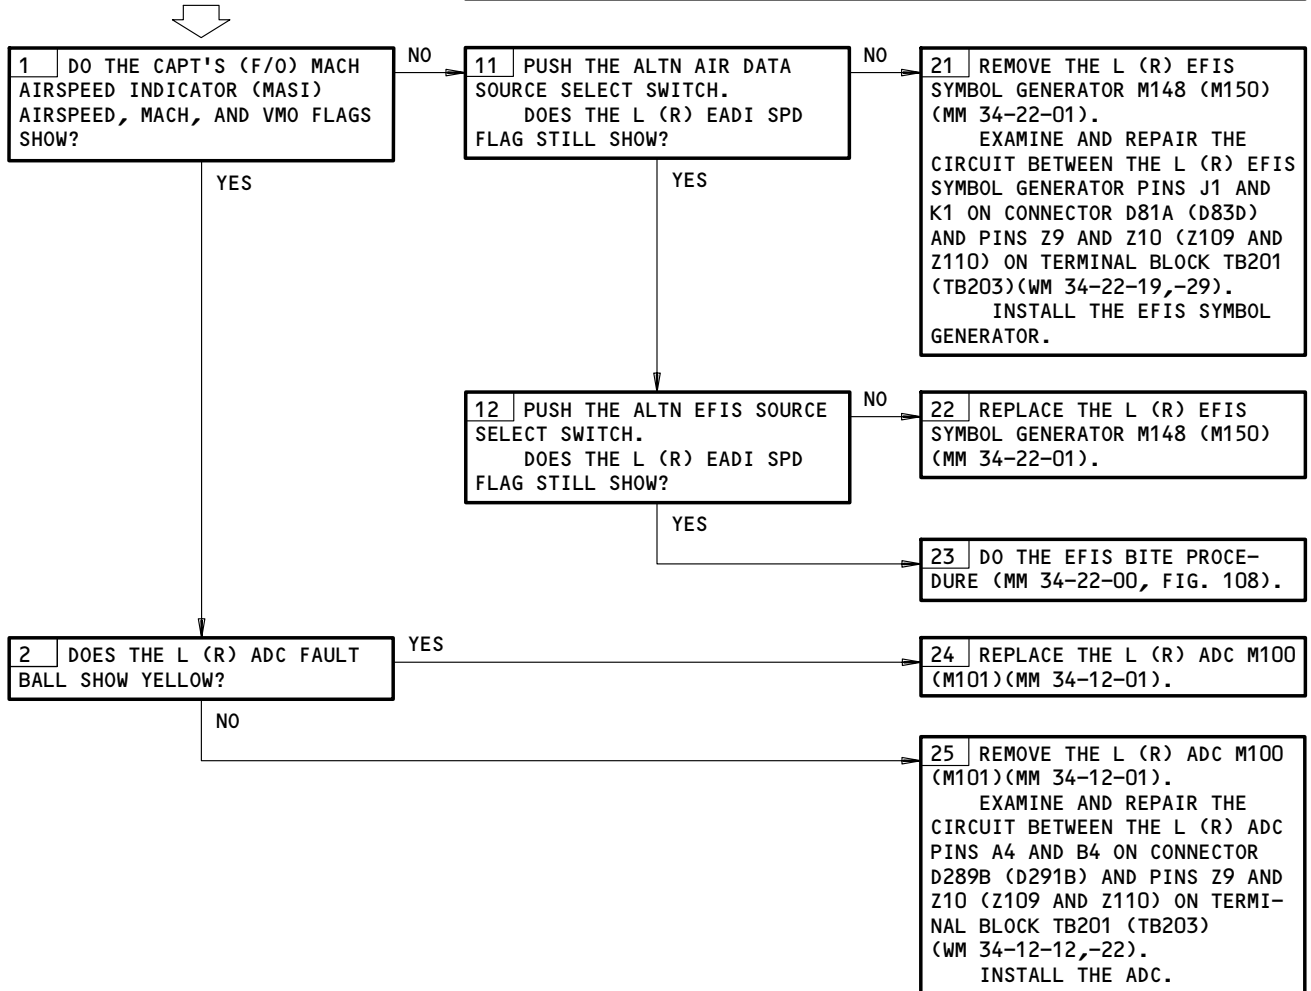 1 DO THE CAPT'S (F/O) MACH
AIRSPEED INDICATOR (MASI)
AIRSPEED, MACH, AND VMO FLAGS
SHOW?
NO
YES
11 PUSH THE ALTN AIR DATA
SOURCE SELECT SWITCH.
DOES THE L (R) EADI SPD
FLAG STILL SHOW?
NO
YES
21 REMOVE THE L (R) EFIS
SYMBOL GENERATOR M148 (M150)
(MM 34-22-01).
EXAMINE AND REPAIR THE
CIRCUIT BETWEEN THE L (R) EFIS
SYMBOL GENERATOR PINS J1 AND
K1 ON CONNECTOR D81A (D83D)
AND PINS Z9 AND Z10 (Z109 AND
Z110) ON TERMINAL BLOCK TB201
(TB203)(WM 34-22-19,-29).
INSTALL THE EFIS SYMBOL
GENERATOR.
12 PUSH THE ALTN EFIS SOURCE
SELECT SWITCH.
DOES THE L (R) EADI SPD
FLAG STILL SHOW?
NO
YES
22 REPLACE THE L (R) EFIS
SYMBOL GENERATOR M148 (M150)
(MM 34-22-01).
23 DO THE EFIS BITE PROCE-
DURE (MM 34-22-00, FIG. 108).
2 DOES THE L (R) ADC FAULT
BALL SHOW YELLOW?
YES
NO
24 REPLACE THE L (R) ADC M100
(M101)(MM 34-12-01).
25 REMOVE THE L (R) ADC M100
(M101)(MM 34-12-01).
EXAMINE AND REPAIR THE
CIRCUIT BETWEEN THE L (R) ADC
PINS A4 AND B4 ON CONNECTOR
D289B (D291B) AND PINS Z9 AND
Z10 (Z109 AND Z110) ON TERMI-
NAL BLOCK TB201 (TB203)
(WM 34-12-12,-22).
INSTALL THE ADC.